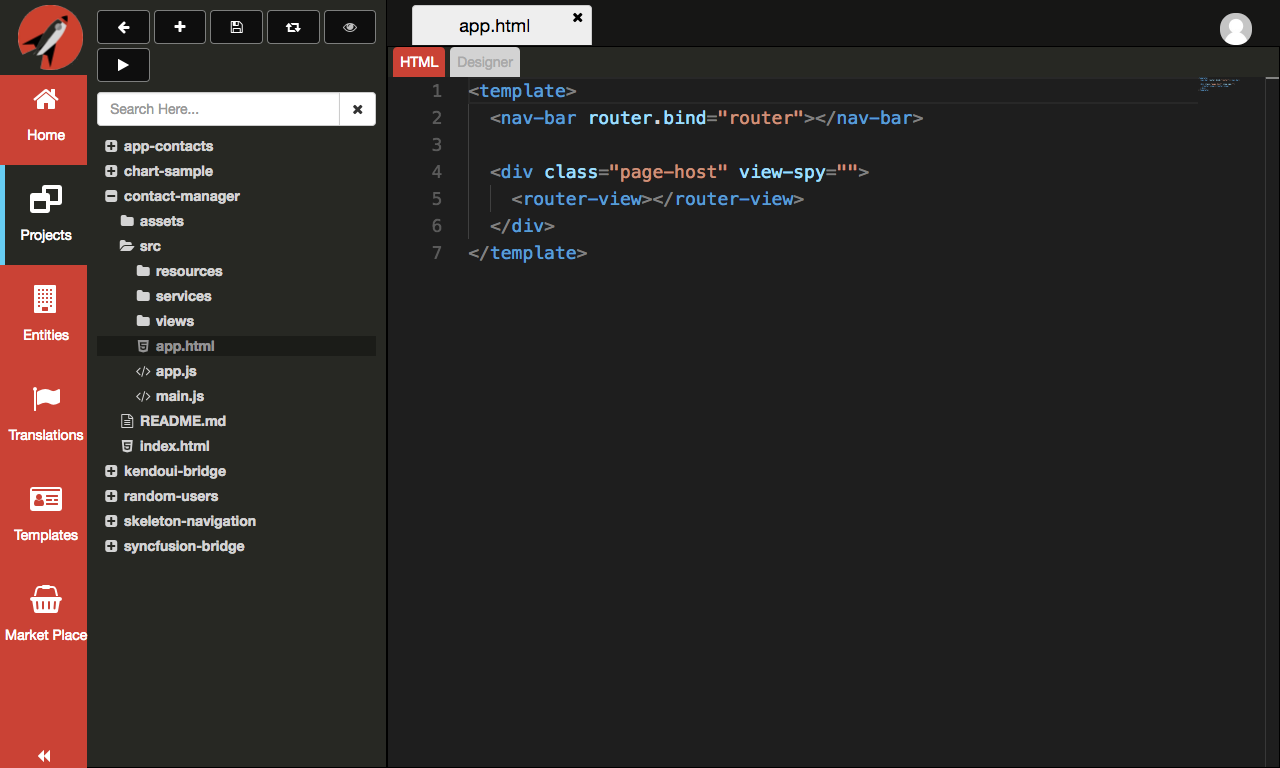 Home
Projects
Entities
Translations
Templates
Market Place
Search Here...
app-contacts
chart-sample
contact-manager
assets
src
resources
services
views
app.html
app.js
main.js
README.md
index.html
kendoui-bridge
random-users
skeleton-navigation
syncfusion-bridge
app.html
HTML Designer
1 <template>
2   <nav-bar router.bind="router"></nav-bar>
3
4   <div class="page-host" view-spy="">
5     <router-view></router-view>
6   </div>
7 </template>